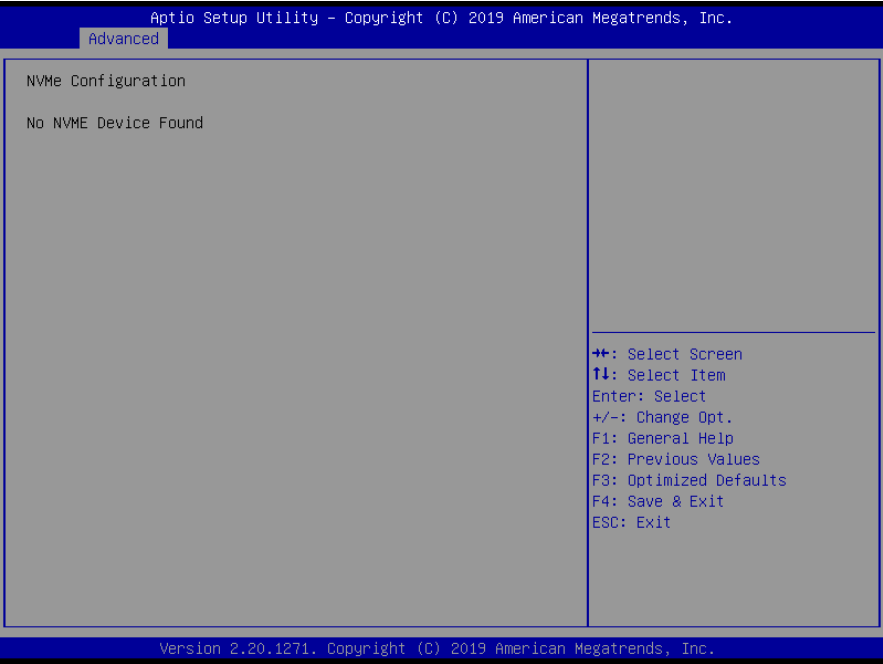 Aptio Setup Utility – Copyright (C) 2019 American Megatrends, Inc.
Advanced
NVMe Configuration
No NVME Device Found
→←: Select Screen
↑↓: Select Item
Enter: Select
+/-: Change Opt.
F1: General Help
F2: Previous Values
F3: Optimized Defaults
F4: Save & Exit
ESC: Exit
Version 2.20.1271. Copyright (C) 2019 American Megatrends, Inc.